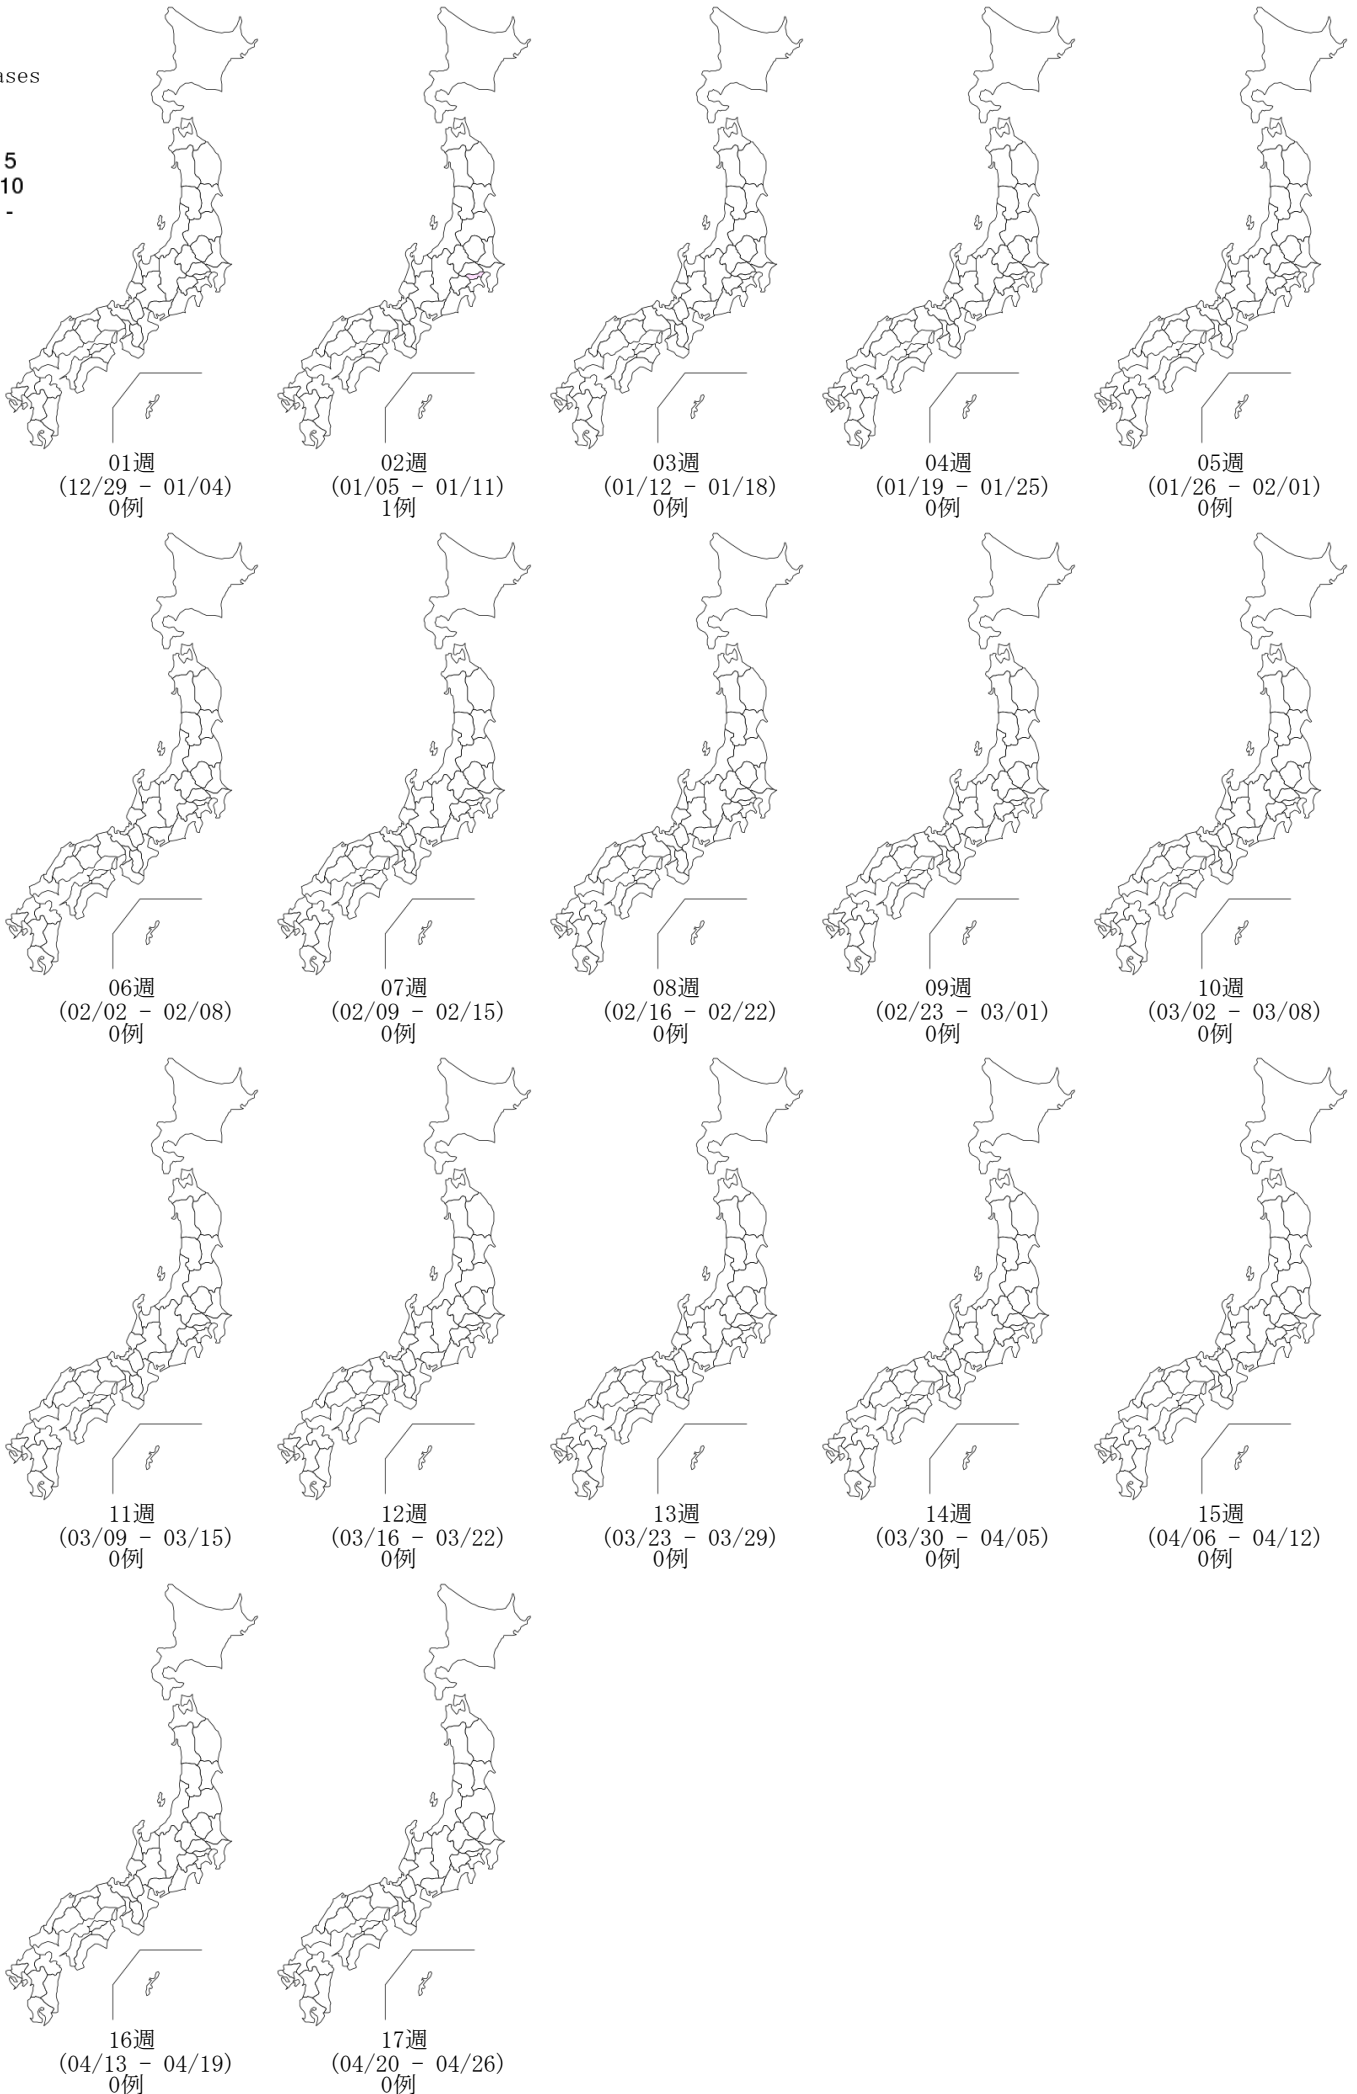 ases
5
10
-
01週
(12/29 - 01/04)
0例
02週
(01/05 - 01/11)
1例
03週
(01/12 - 01/18)
0例
04週
(01/19 - 01/25)
0例
05週
(01/26 - 02/01)
0例
06週
(02/02 - 02/08)
0例
07週
(02/09 - 02/15)
0例
08週
(02/16 - 02/22)
0例
09週
(02/23 - 03/01)
0例
10週
(03/02 - 03/08)
0例
11週
(03/09 - 03/15)
0例
12週
(03/16 - 03/22)
0例
13週
(03/23 - 03/29)
0例
14週
(03/30 - 04/05)
0例
15週
(04/06 - 04/12)
0例
16週
(04/13 - 04/19)
0例
17週
(04/20 - 04/26)
0例